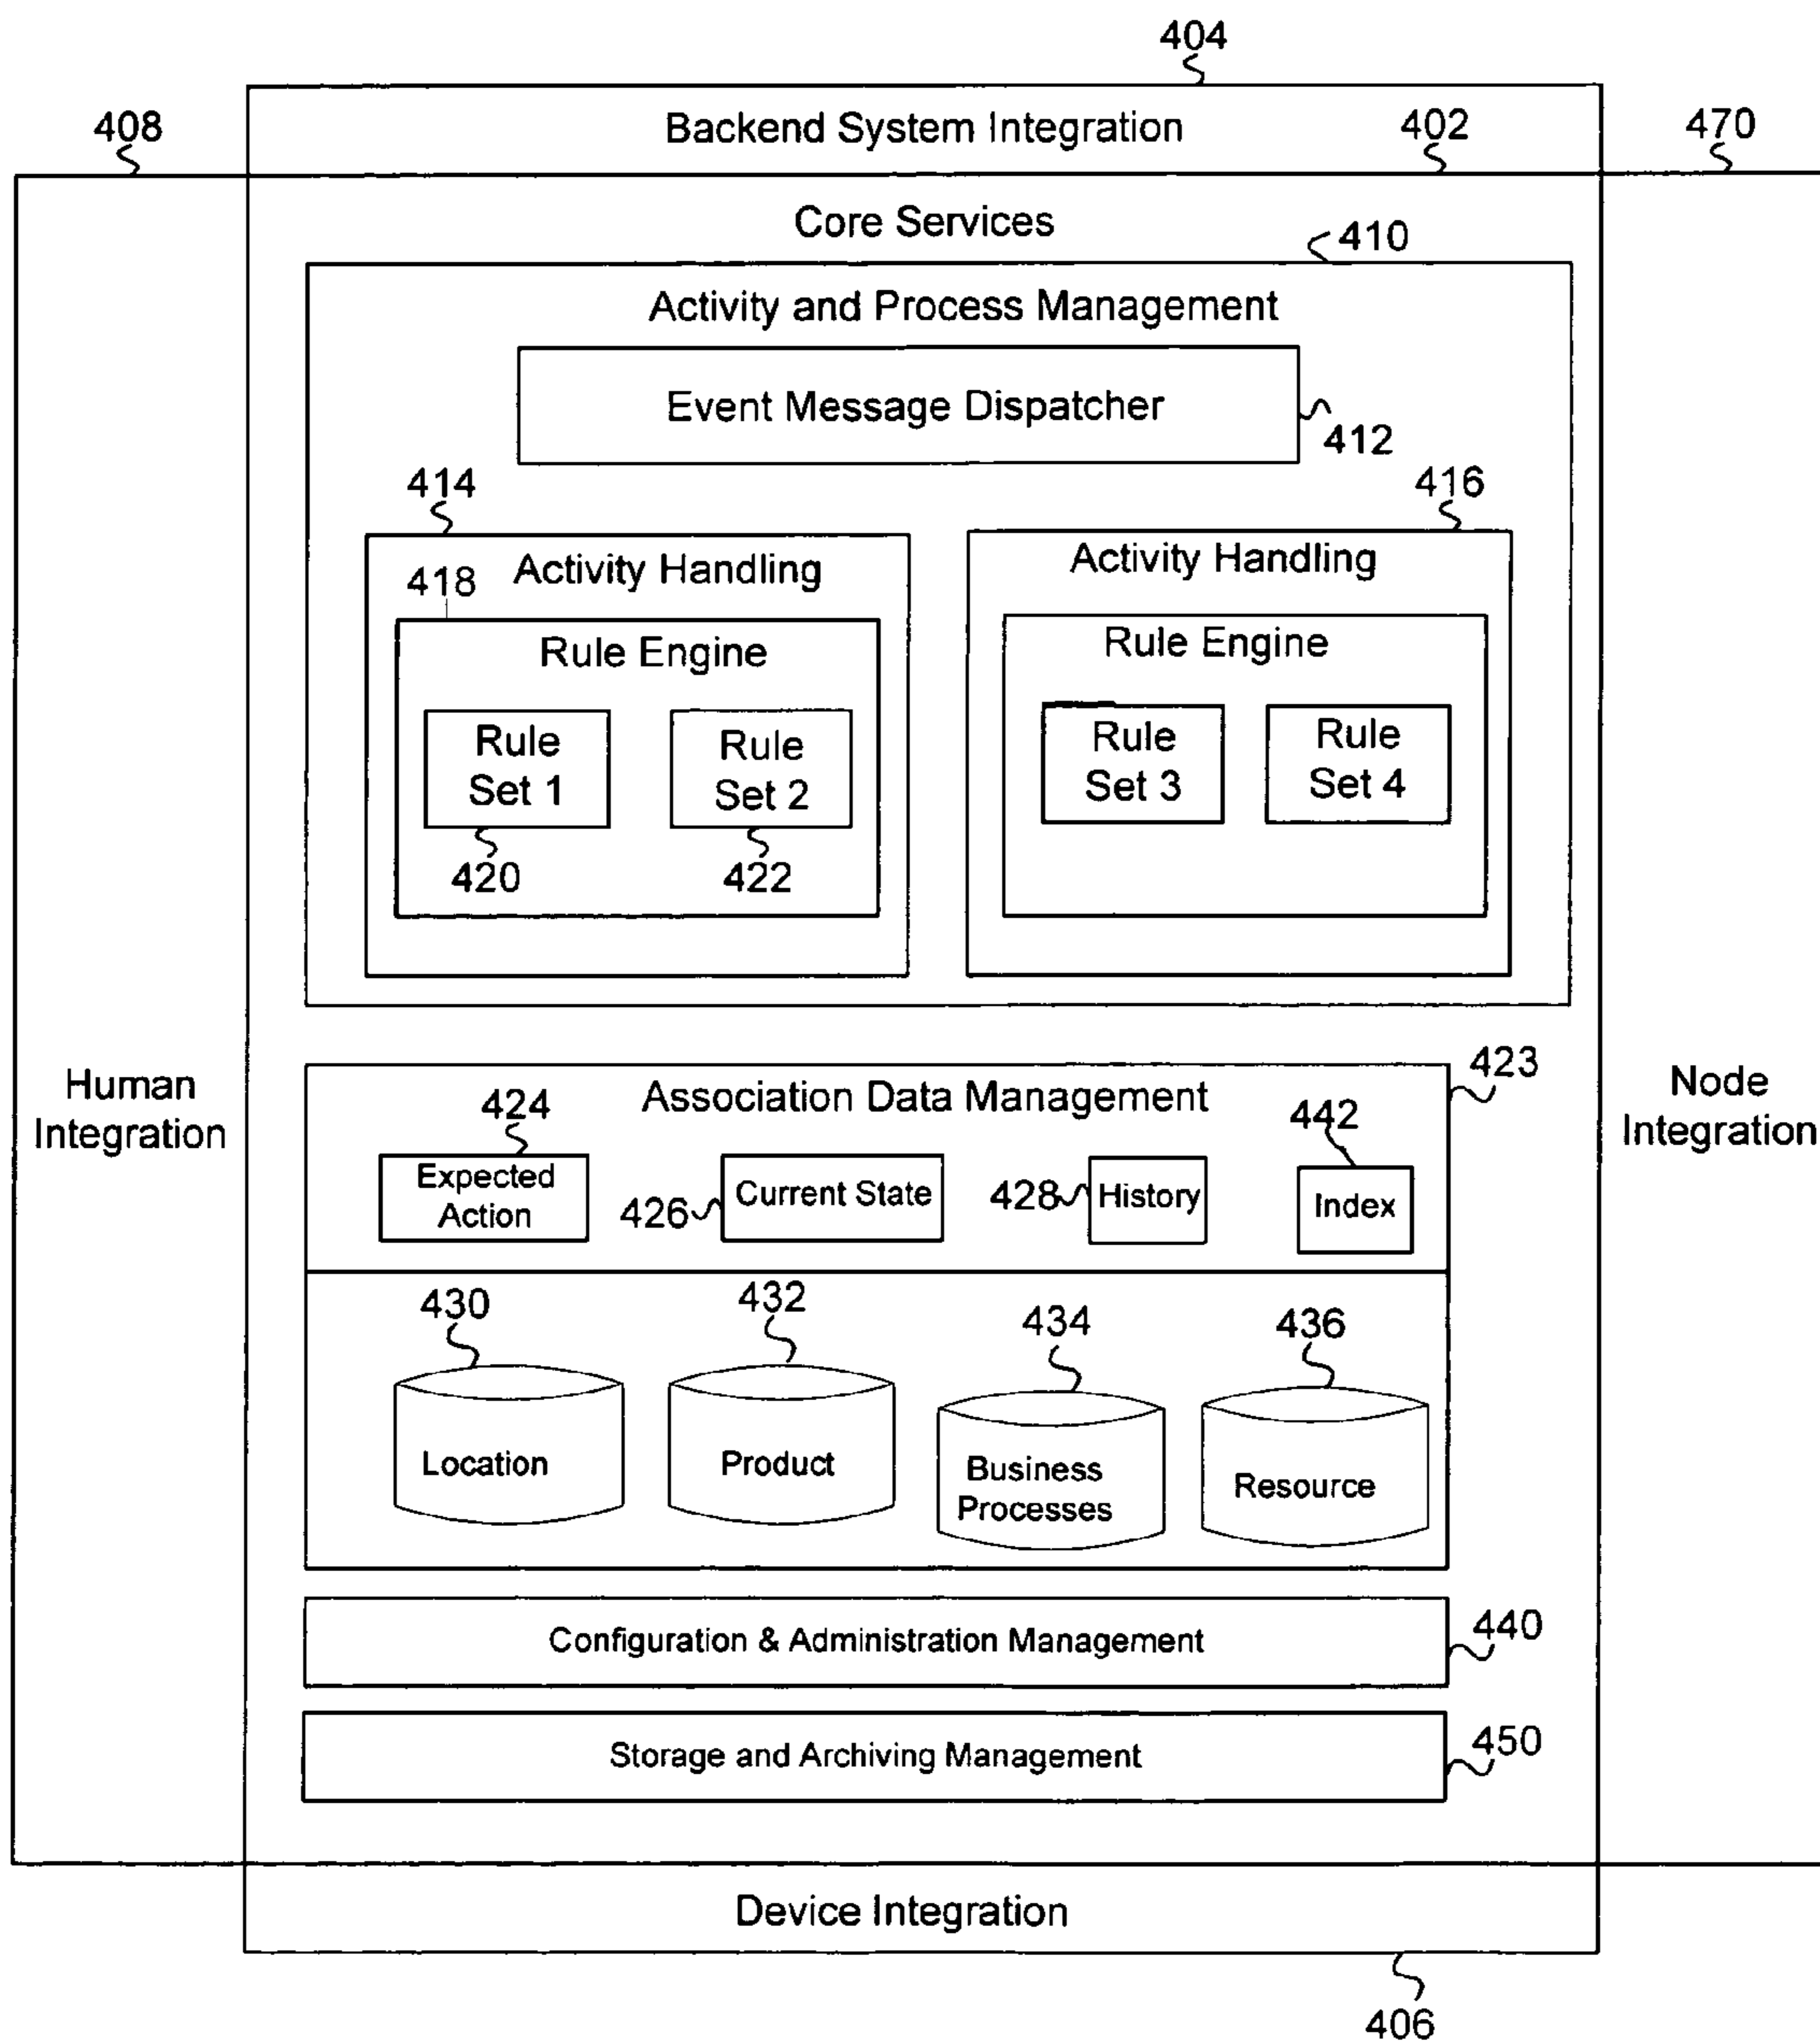 404
Backend System Integration
408
402
470
Core Services
410
Activity and Process Management
Event Message Dispatcher
412
414
416
Activity Handling
418
Rule Engine
Rule
Set 1
Rule
Set 2
420
422
Activity Handling
Rule Engine
Rule
Set 3
Rule
Set 4
Human
Integration
Node
Integration
423
Association Data Management
424
442
Expected
Action
426
Current State
428
History
Index
430
432
434
436
Location
Product
Business
Processes
Resource
Configuration & Administration Management
440
Storage and Archiving Management
450
Device Integration
406